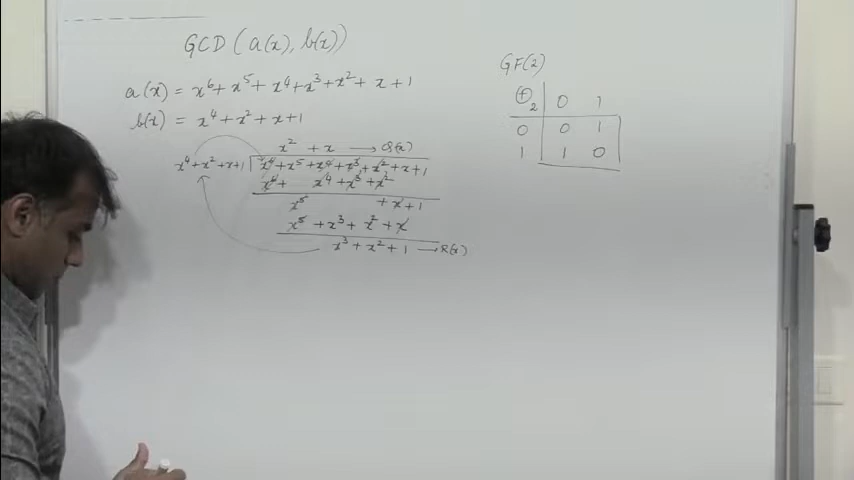 GCD (a(x), b(x))
a(x) = x⁶ + x⁵ + x⁴ + x³ + x² + x + 1
b(x) = x⁴ + x² + x + 1
x² + x → Q(x)
x⁴ + x² + x + 1 | x⁶ + x⁵ + x⁴ + x³ + x² + x + 1
x⁶ + x⁴ + x³ + x²
x⁵ + x + 1
x⁵ + x³ + x² + x
x³ + x² + 1 → R(x)
GF(2)
⊕₂ 0 1
0 0 1
1 1 0